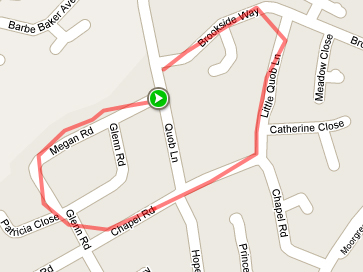 Barbe Baker Ave
Brookside Way
Bro
Little Quob Ln
Meadow Close
Megan Rd
Glenn Rd
Quob Ln
Catherine Close
Patricia Close
Glenn Rd
Chapel Rd
Chapel Rd
Rd
Hope
Prince
Moorgre